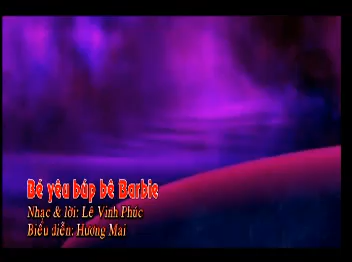 Bé yêu búp bê Barbie
Nhạc & lời: Lê Vinh Phúc
Biểu diễn: Hương Mai